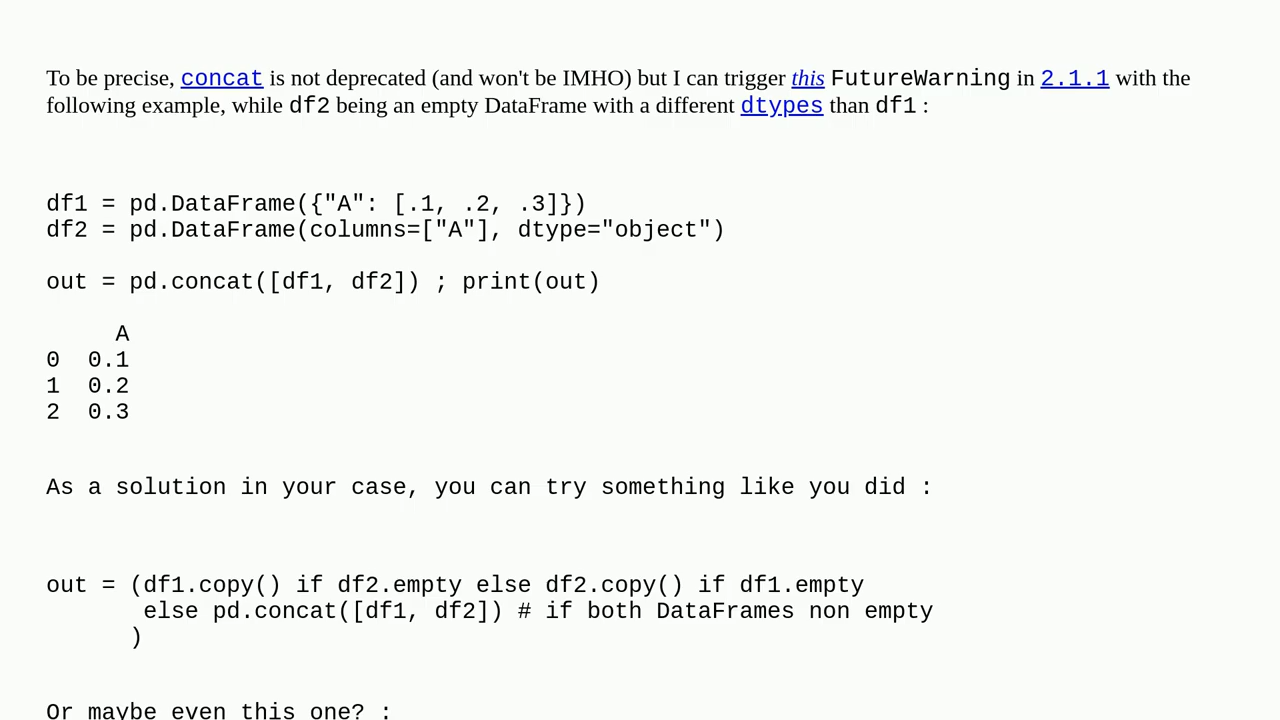 To be precise, concat is not deprecated (and won't be IMHO) but I can trigger this FutureWarning in 2.1.1 with the
following example, while df2 being an empty DataFrame with a different dtypes than df1 :
df1 = pd.DataFrame({"A": [.1, .2, .3]})
df2 = pd.DataFrame(columns=["A"], dtype="object")
out = pd.concat([df1, df2]) ; print(out)
     A
0  0.1
1  0.2
2  0.3
As a solution in your case, you can try something like you did :
out = (df1.copy() if df2.empty else df2.copy() if df1.empty
       else pd.concat([df1, df2]) # if both DataFrames non empty
      )
Or maybe even this one? :